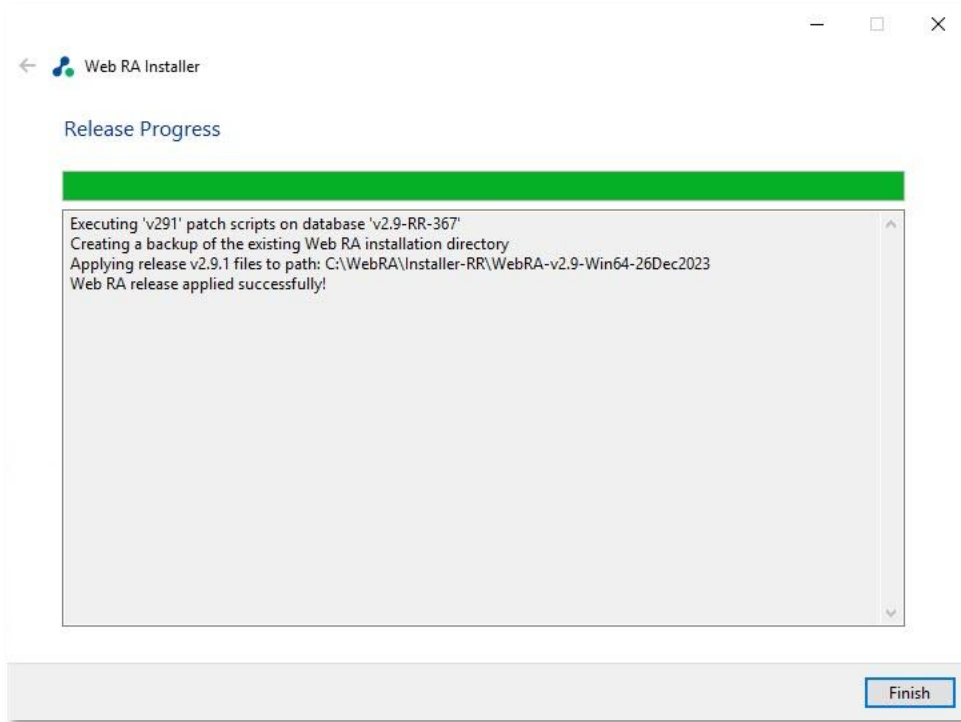 Web RA Installer
Release Progress
Executing 'v291' patch scripts on database 'v2.9-RR-367'
Creating a backup of the existing Web RA installation directory
Applying release v2.9.1 files to path: C:\WebRA\Installer-RR\WebRA-v2.9-Win64-26Dec2023
Web RA release applied successfully!
Finish